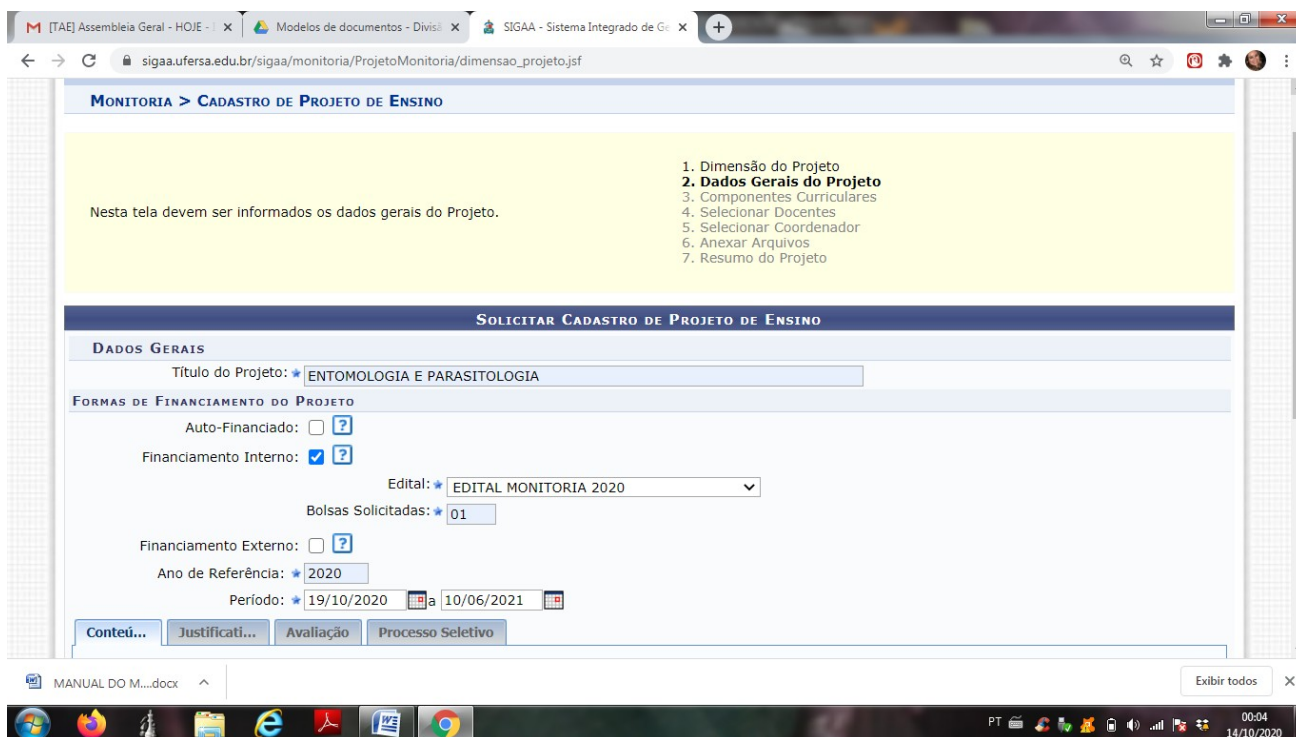 [TAE] Assembleia Geral - HOJE -
Modelos de documentos - Divisã
SIGAA - Sistema Integrado de Ge
sigaa.ufersa.edu.br/sigaa/monitoria/ProjetoMonitoria/dimensao_projeto.jsf
MONITORIA > CADASTRO DE PROJETO DE ENSINO
Nesta tela devem ser informados os dados gerais do Projeto.
1. Dimensão do Projeto
2. Dados Gerais do Projeto
3. Componentes Curriculares
4. Selecionar Docentes
5. Selecionar Coordenador
6. Anexar Arquivos
7. Resumo do Projeto
SOLICITAR CADASTRO DE PROJETO DE ENSINO
DADOS GERAIS
Título do Projeto: ENTOMOLOGIA E PARASITOLOGIA
FORMAS DE FINANCIAMENTO DO PROJETO
Auto-Financiado: ?
Financiamento Interno: ?
Edital: EDITAL MONITORIA 2020
Bolsas Solicitadas: 01
Financiamento Externo: ?
Ano de Referência: 2020
Período: 19/10/2020 a 10/06/2021
Conteú... Justificati... Avaliação Processo Seletivo
MANUAL DO M....docx
Exibir todos
PT
00:04
14/10/2020